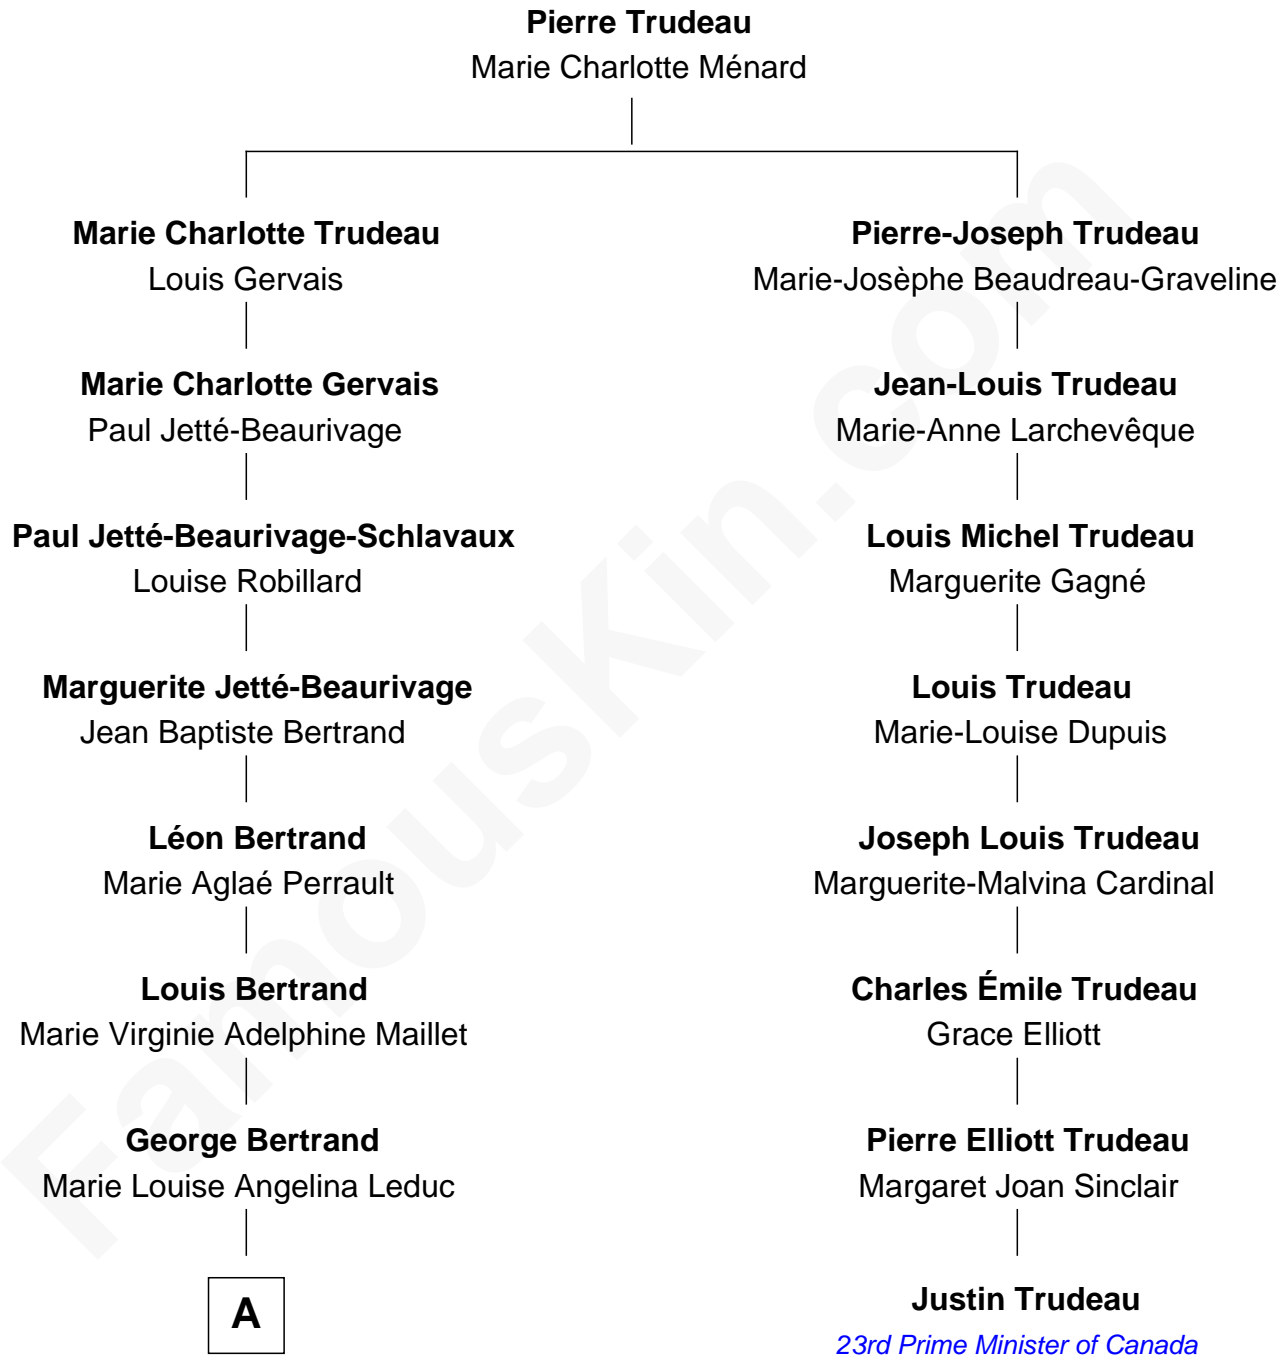 Pierre Trudeau
Marie Charlotte Ménard
Marie Charlotte Trudeau
Louis Gervais
Pierre-Joseph Trudeau
Marie-Josèphe Beaudreau-Graveline
Marie Charlotte Gervais
Paul Jetté-Beaurivage
Jean-Louis Trudeau
Marie-Anne Larchevêque
Paul Jetté-Beaurivage-Schlavaux
Louise Robillard
Louis Michel Trudeau
Marguerite Gagné
Marguerite Jetté-Beaurivage
Jean Baptiste Bertrand
Louis Trudeau
Marie-Louise Dupuis
Léon Bertrand
Marie Aglaé Perrault
Joseph Louis Trudeau
Marguerite-Malvina Cardinal
Louis Bertrand
Marie Virginie Adelphine Maillet
Charles Émile Trudeau
Grace Elliott
George Bertrand
Marie Louise Angelina Leduc
Pierre Elliott Trudeau
Margaret Joan Sinclair
A
Justin Trudeau
23rd Prime Minister of Canada
FamousKin.com